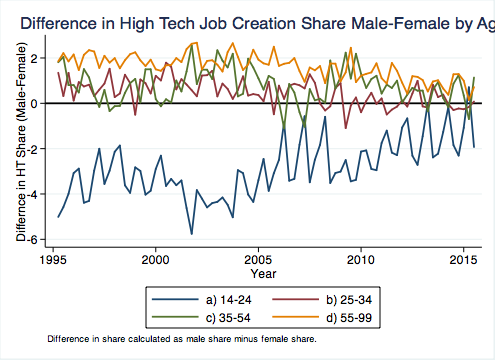 Difference in High Tech Job Creation Share Male-Female by Ag
Differnce in HT Share (Male-Female)
2
0
-2
-4
-6
1995 2000 2005 2010 2015
Year
a) 14-24 b) 25-34
c) 35-54 d) 55-99
Difference in share calculated as male share minus female share.